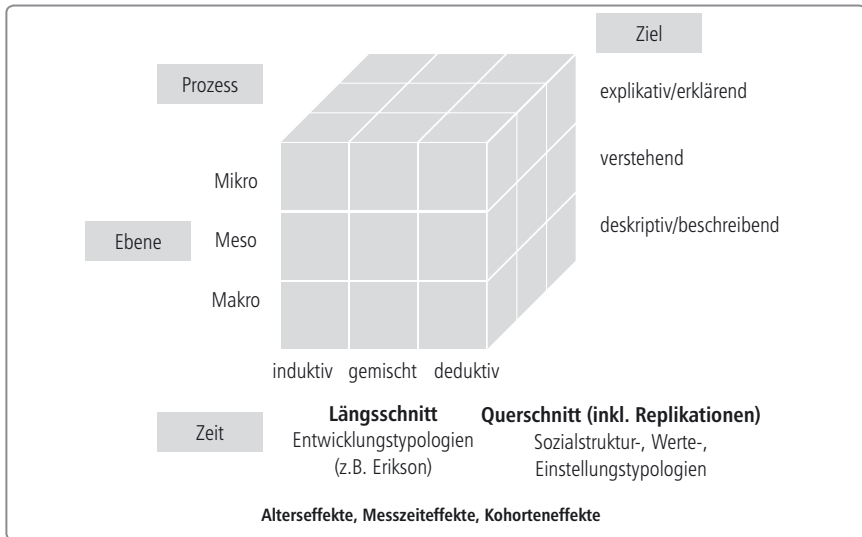 Ziel
Prozess
explikativ/erklärend
Mikro
verstehend
Ebene
Meso
deskriptiv/beschreibend
Makro
induktiv gemischt deduktiv
Zeit
Längsschnitt
Entwicklungstypologien
(z.B. Erikson)
Querschnitt (inkl. Replikationen)
Sozialstruktur-, Werte-,
Einstellungstypologien
Alterseffekte, Messzeiteffekte, Kohorteneffekte